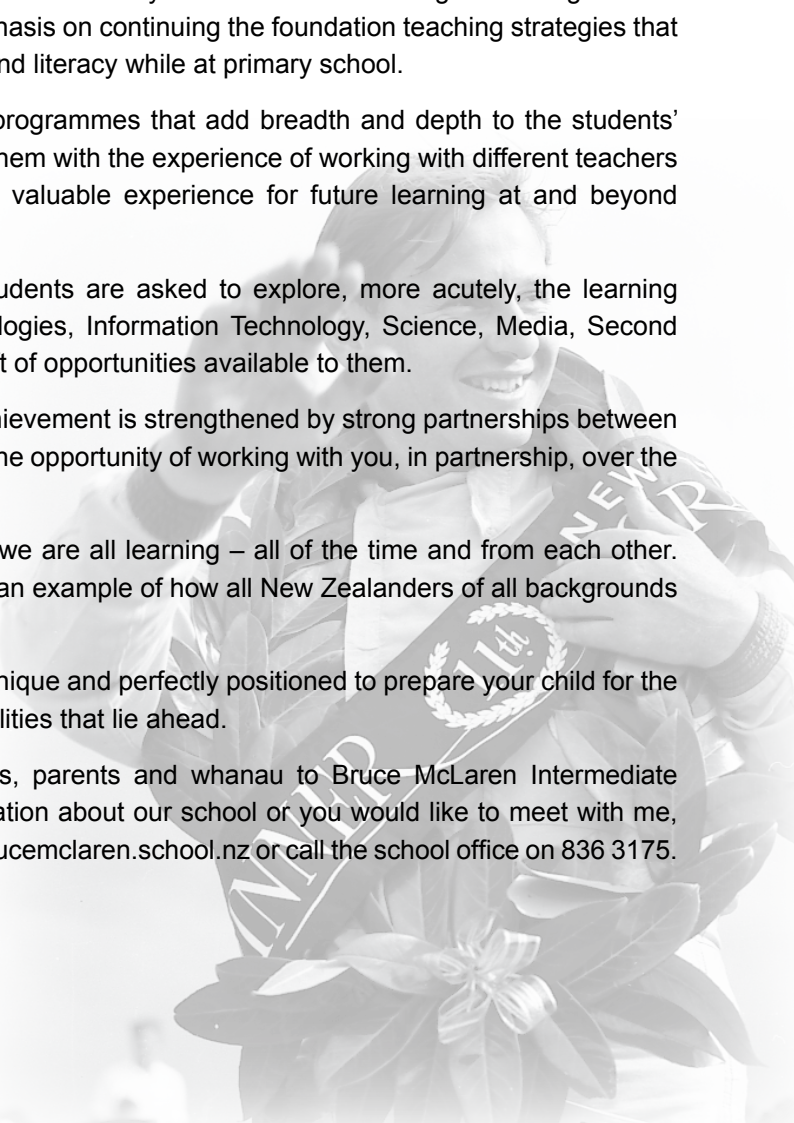 hasis on continuing the foundation teaching strategies that
nd literacy while at primary school.
programmes that add breadth and depth to the students’
hem with the experience of working with different teachers
valuable experience for future learning at and beyond
udents are asked to explore, more acutely, the learning
logies, Information Technology, Science, Media, Second
t of opportunities available to them.
hievement is strengthened by strong partnerships between
he opportunity of working with you, in partnership, over the
we are all learning – all of the time and from each other.
an example of how all New Zealanders of all backgrounds
nique and perfectly positioned to prepare your child for the
lities that lie ahead.
s, parents and whanau to Bruce McLaren Intermediate
ation about our school or you would like to meet with me,
ucemclaren.school.nz or call the school office on 836 3175.
NEW
GR
11th
INNER